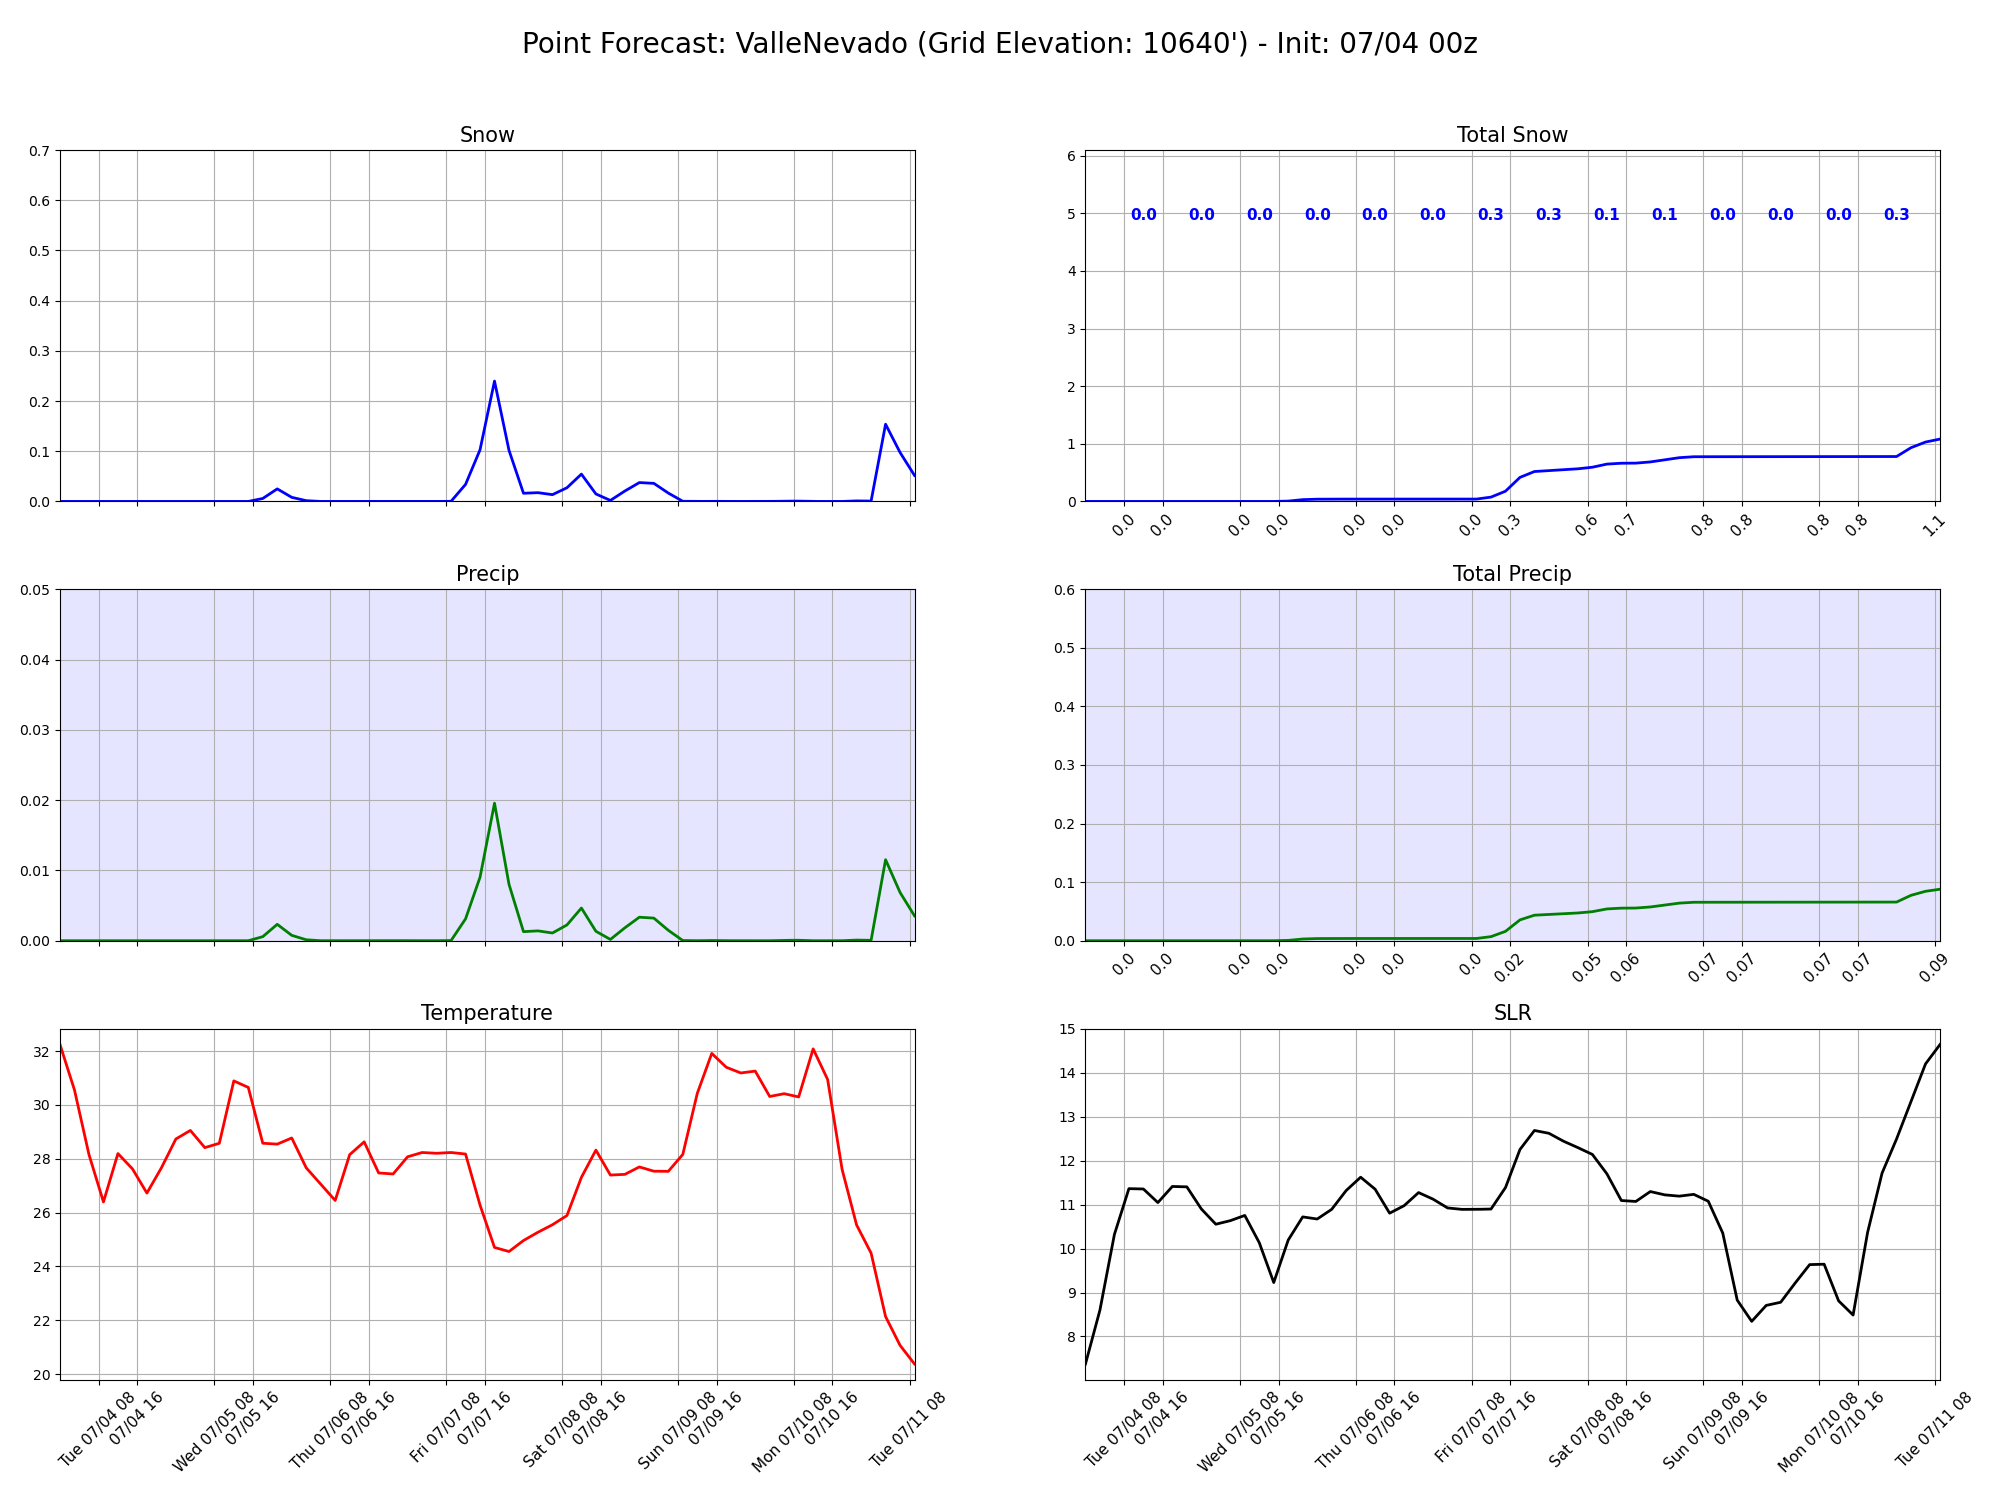 Point Forecast: ValleNevado (Grid Elevation: 10640') - Init: 07/04 00z
Snow
0.7
0.6
0.5
0.4
0.3
0.2
0.1
0.0
Total Snow
6
5
4
3
2
1
0
0.0 0.0 0.0 0.0 0.0 0.0 0.3 0.3 0.1 0.1 0.0 0.0 0.0 0.3
0.0 0.0 0.0 0.0 0.0 0.0 0.0 0.3 0.6 0.7 0.8 0.8 0.8 0.8 1.1
Precip
0.05
0.04
0.03
0.02
0.01
0.00
Total Precip
0.6
0.5
0.4
0.3
0.2
0.1
0.0
0.0 0.0 0.0 0.0 0.0 0.0 0.0 0.02 0.05 0.06 0.07 0.07 0.07 0.07 0.09
Temperature
32
30
28
26
24
22
20
Tue 07/04 08
07/04 16
Wed 07/05 08
07/05 16
Thu 07/06 08
07/06 16
Fri 07/07 08
07/07 16
Sat 07/08 08
07/08 16
Sun 07/09 08
07/09 16
Mon 07/10 08
07/10 16
Tue 07/11 08
SLR
15
14
13
12
11
10
9
8
Tue 07/04 08
07/04 16
Wed 07/05 08
07/05 16
Thu 07/06 08
07/06 16
Fri 07/07 08
07/07 16
Sat 07/08 08
07/08 16
Sun 07/09 08
07/09 16
Mon 07/10 08
07/10 16
Tue 07/11 08